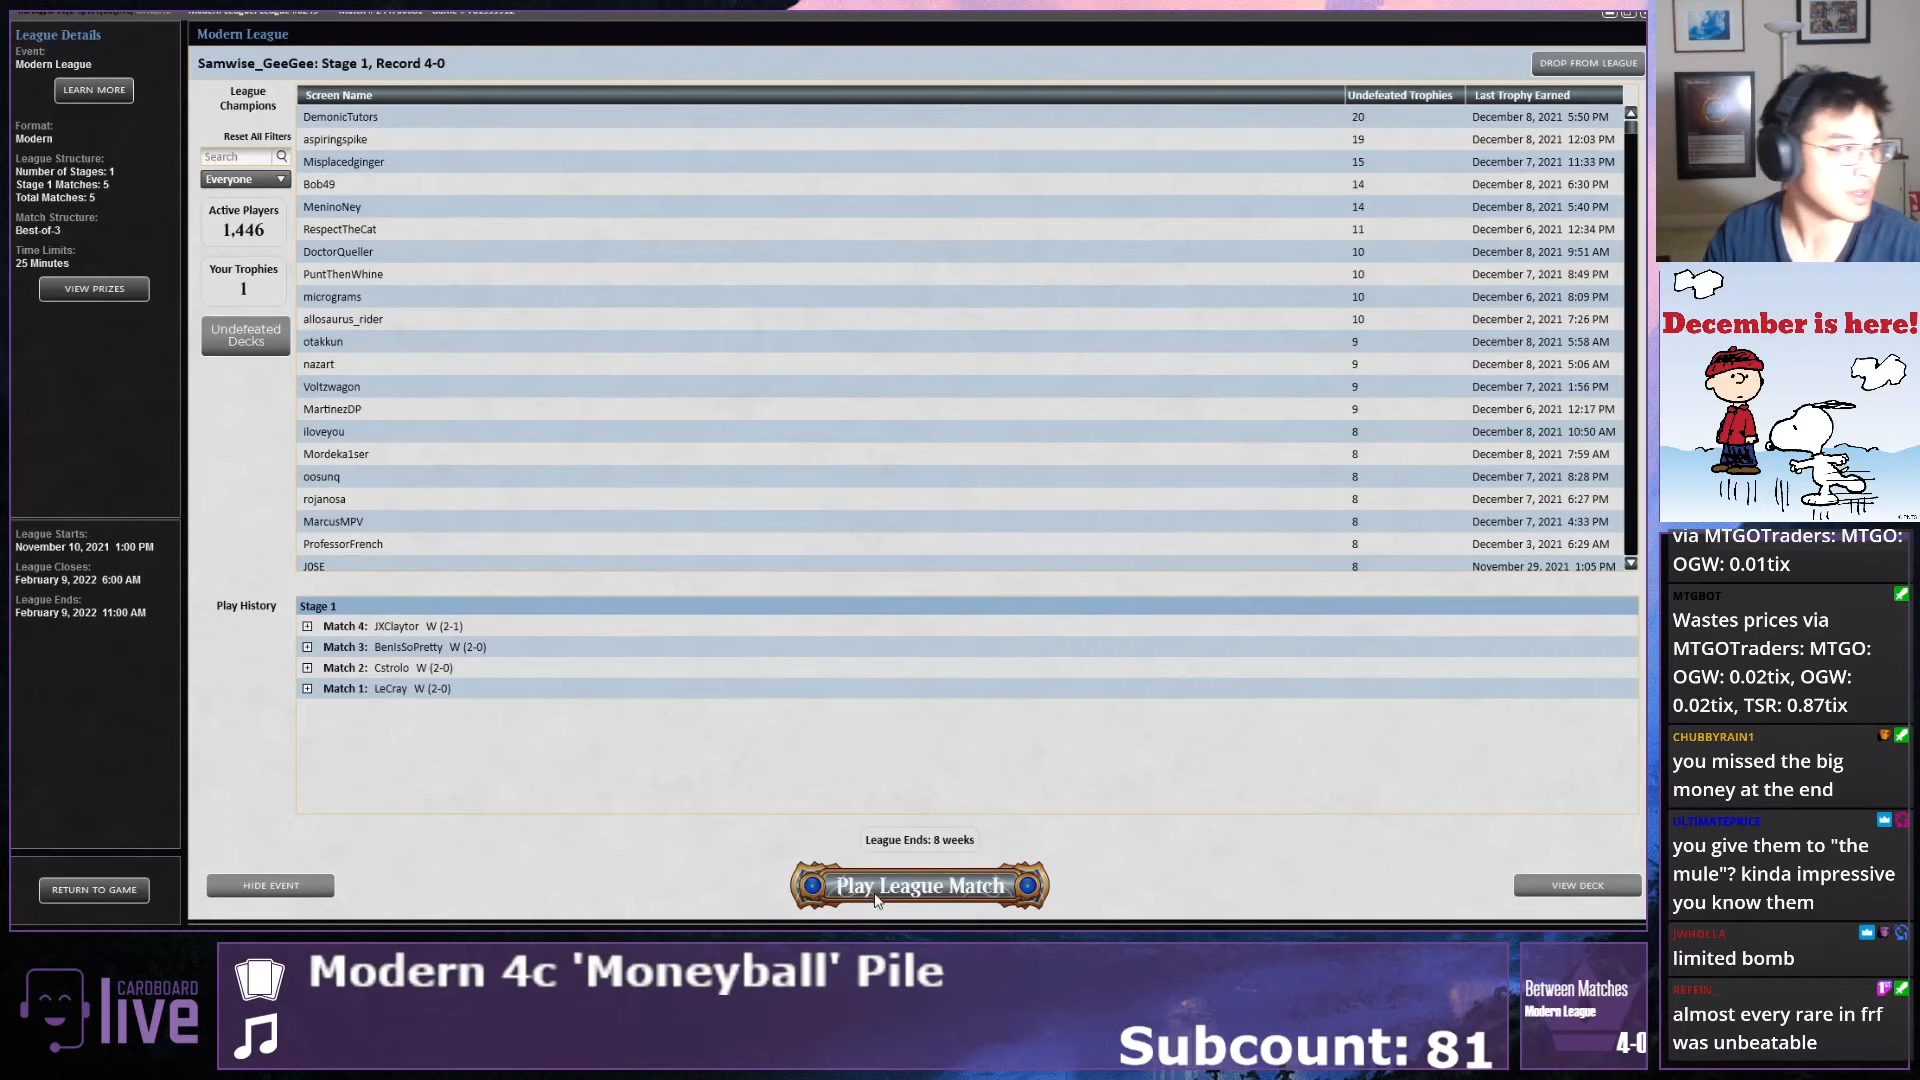 League Details
Event:
Modern League
LEARN MORE
Format:
Modern
League Structure:
Number of Stages: 1
Stage 1 Matches: 5
Total Matches: 5
Match Structure:
Best-of-3
Time Limits:
25 Minutes
VIEW PRIZES
League Starts:
November 10, 2021 1:00 PM
League Closes:
February 9, 2022 6:00 AM
League Ends:
February 9, 2022 11:00 AM
RETURN TO GAME
Modern League
Samwise_GeeGee: Stage 1, Record 4-0
DROP FROM LEAGUE
League
Champions
Reset All Filters
Search
Everyone
Active Players
1,446
Your Trophies
1
Undefeated
Decks
Screen Name Undefeated Trophies Last Trophy Earned
DemonicTutors 20 December 8, 2021 5:50 PM
aspiringspike 19 December 8, 2021 12:03 PM
Misplacedginger 15 December 7, 2021 11:33 PM
Bob49 14 December 8, 2021 6:30 PM
MeninoNey 14 December 8, 2021 5:40 PM
RespectTheCat 11 December 6, 2021 12:34 PM
DoctorQueller 10 December 8, 2021 9:51 AM
PuntThenWhine 10 December 7, 2021 8:49 PM
micrograms 10 December 6, 2021 8:09 PM
allosaurus_rider 10 December 2, 2021 7:26 PM
otakkun 9 December 8, 2021 5:58 AM
nazart 9 December 8, 2021 5:06 AM
Voltzwagon 9 December 7, 2021 1:56 PM
MartinezDP 9 December 6, 2021 12:17 PM
iloveyou 8 December 8, 2021 10:50 AM
Mordeka1ser 8 December 8, 2021 7:59 AM
oosunq 8 December 7, 2021 8:28 PM
rojanosa 8 December 7, 2021 6:27 PM
MarcusMPV 8 December 7, 2021 4:33 PM
ProfessorFrench 8 December 3, 2021 6:29 AM
J0SE 8 November 29, 2021 1:05 PM
Play History
Stage 1
Match 4: JXClaytor W (2-1)
Match 3: BenIsSoPretty W (2-0)
Match 2: Cstrolo W (2-0)
Match 1: LeCray W (2-0)
League Ends: 8 weeks
HIDE EVENT
Play League Match
VIEW DECK
December is here!
via MTGOTraders: MTGO:
OGW: 0.01tix
MTGBOT
Wastes prices via
MTGOTraders: MTGO:
OGW: 0.02tix, OGW:
0.02tix, TSR: 0.87tix
CHUBBYRAIN1
you missed the big
money at the end
ULTIMATEPRICE
you give them to "the
mule"? kinda impressive
you know them
JWHOLLA
limited bomb
REFEIN_
almost every rare in frf
was unbeatable
CARDBOARD
live
Modern 4c 'Moneyball' Pile
Subcount: 81
Between Matches
Modern League
4-0